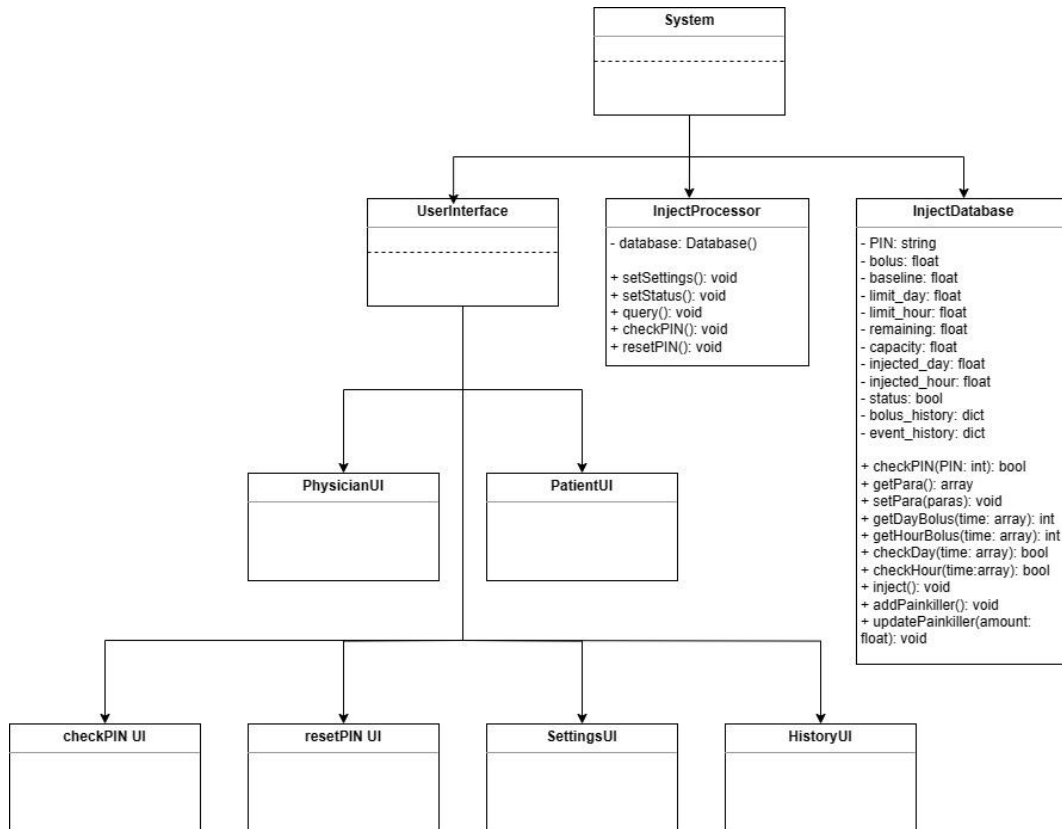 System
UserInterface
InjectProcessor
- database: Database()
+ setSettings(): void
+ setStatus(): void
+ query(): void
+ checkPIN(): void
+ resetPIN(): void
InjectDatabase
- PIN: string
- bolus: float
- baseline: float
- limit_day: float
- limit_hour: float
- remaining: float
- capacity: float
- injected_day: float
- injected_hour: float
- status: bool
- bolus_history: dict
- event_history: dict
+ checkPIN(PIN: int): bool
+ getPara(): array
+ setPara(paras): void
+ getDayBolus(time: array): int
+ getHourBolus(time: array): int
+ checkDay(time: array): bool
+ checkHour(time:array): bool
+ inject(): void
+ addPainkiller(): void
+ updatePainkiller(amount:
float): void
PhysicianUI
PatientUI
checkPIN UI
resetPIN UI
SettingsUI
HistoryUI